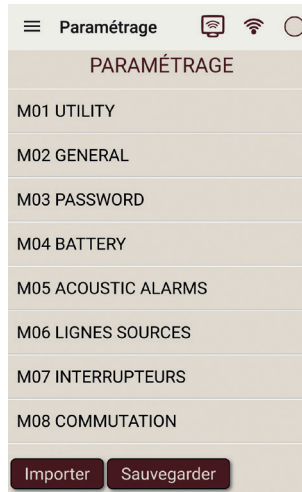 Paramétrage
PARAMÉTRAGE
M01 UTILITY
M02 GENERAL
M03 PASSWORD
M04 BATTERY
M05 ACOUSTIC ALARMS
M06 LIGNES SOURCES
M07 INTERRUPTEURS
M08 COMMUTATION
Importer Sauvegarder